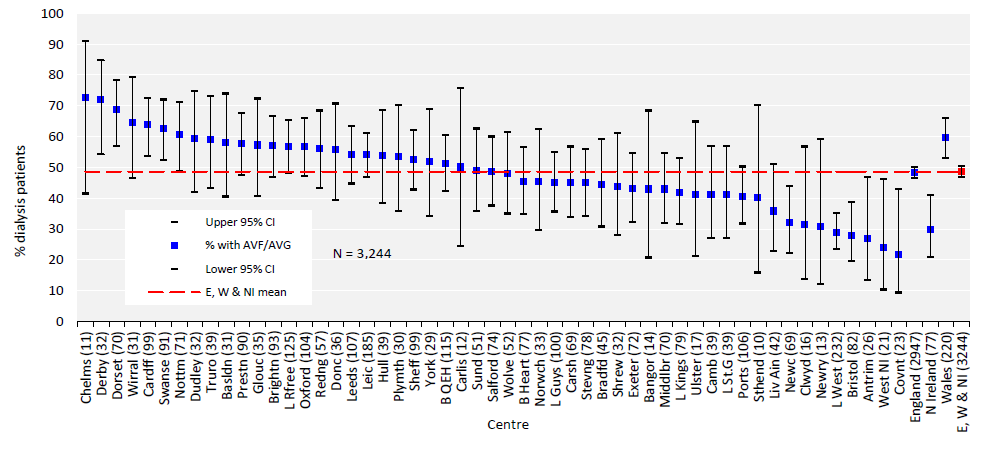 100
90
80
70
60
50
40
30
20
10
0
% dialysis patients
Upper 95% CI
% with AVF/AVG
Lower 95% CI
E, W & NI mean
N = 3,244
Chelms (11)
Derby (32)
Dorset (70)
Wirral (31)
Cardff (99)
Swanse (91)
Nottm (71)
Dudley (32)
Truro (39)
Basldn (31)
Prestn (90)
Glouc (35)
Brightn (93)
L Rfree (125)
Oxford (104)
Redng (57)
Donc (36)
Leeds (107)
Leic (185)
Hull (39)
Plymth (30)
Sheff (99)
York (29)
B QEH (115)
Carlis (12)
Sund (51)
Salford (74)
Wolve (52)
B Heart (77)
Norwch (33)
L Guys (100)
Carsh (69)
Stevng (78)
Bradfd (45)
Shrew (32)
Exeter (72)
Bangor (14)
Middlbr (70)
L Kings (79)
Ulster (17)
Camb (39)
L St.G (39)
Ports (106)
Sthend (10)
Liv Ain (42)
Newc (69)
Clwyd (16)
Newry (13)
L West (232)
Bristol (82)
Antrim (26)
West NI (21)
Covnt (23)
England (2947)
N Ireland (77)
Wales (220)
E, W & NI (3244)
Centre